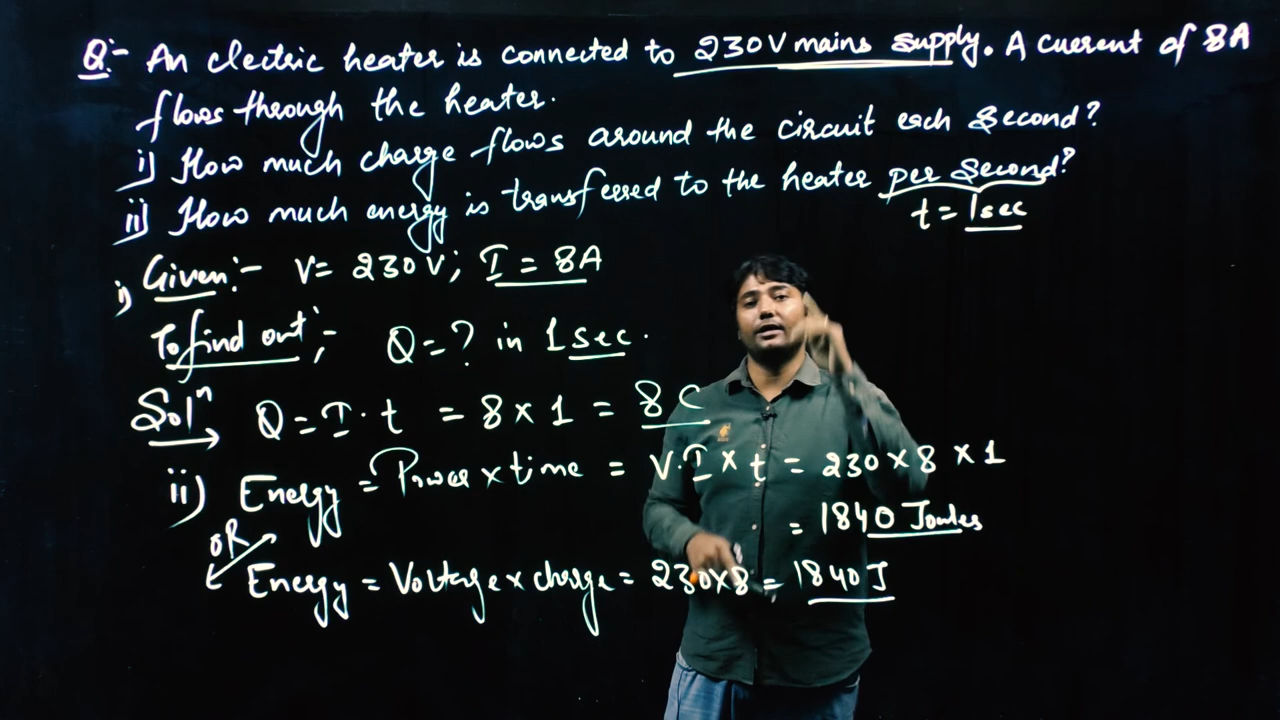 Q:- An electric heater is connected to 230V mains supply. A current of 8A
flows through the heater.
i) How much charge flows around the circuit each second?
ii) How much energy is transferred to the heater per second?
t = 1sec
i) Given:- V= 230V; I = 8A
To find out:- Q=? in 1sec.
Solⁿ Q = I·t = 8 × 1 = 8 C
ii) Energy = Power × time = V·I × t = 230 × 8 × 1
= 1840 Joules
OR
Energy = Voltage × charge = 230×8 = 1840 J